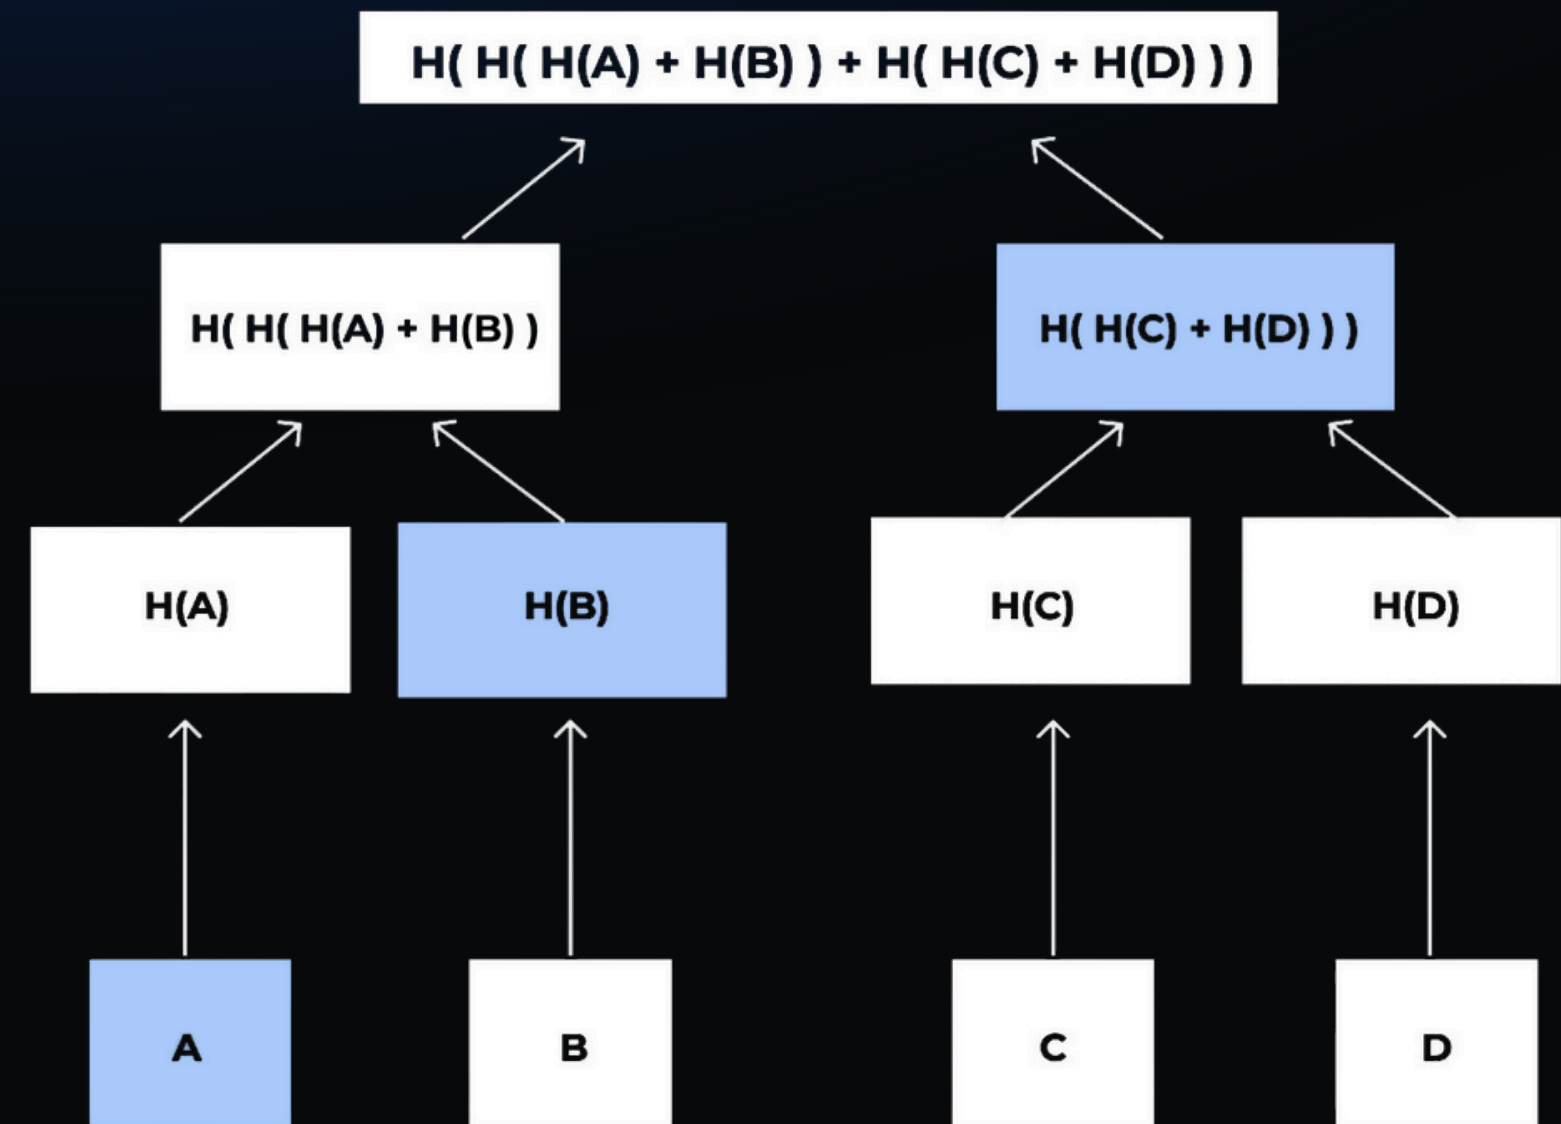 H( H( H(A) + H(B) ) + H( H(C) + H(D) ) )
H( H( H(A) + H(B) )
H( H(C) + H(D) ) )
H(A)
H(B)
H(C)
H(D)
A
B
C
D